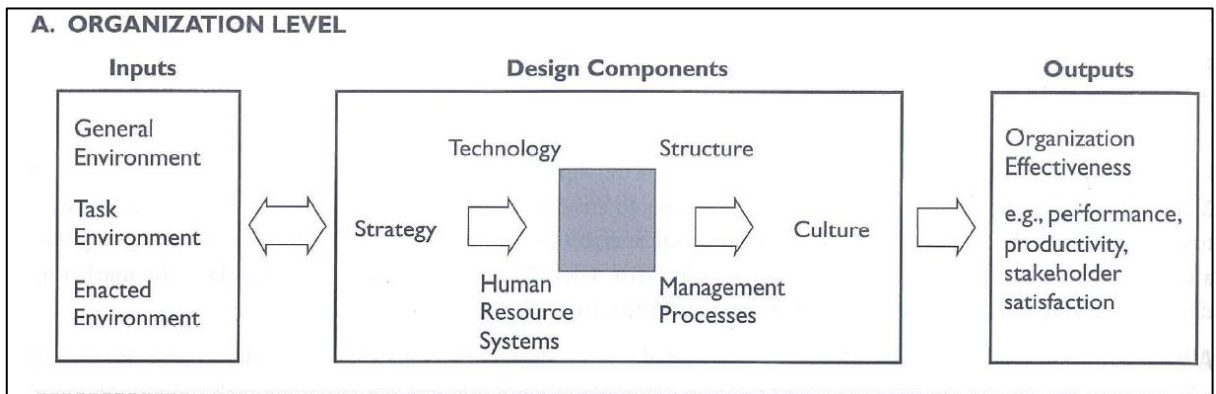 A. ORGANIZATION LEVEL
Inputs
General
Environment
Task
Environment
Enacted
Environment
Design Components
Technology
Structure
Strategy
Culture
Human
Resource
Systems
Management
Processes
Outputs
Organization
Effectiveness
e.g., performance,
productivity,
stakeholder
satisfaction